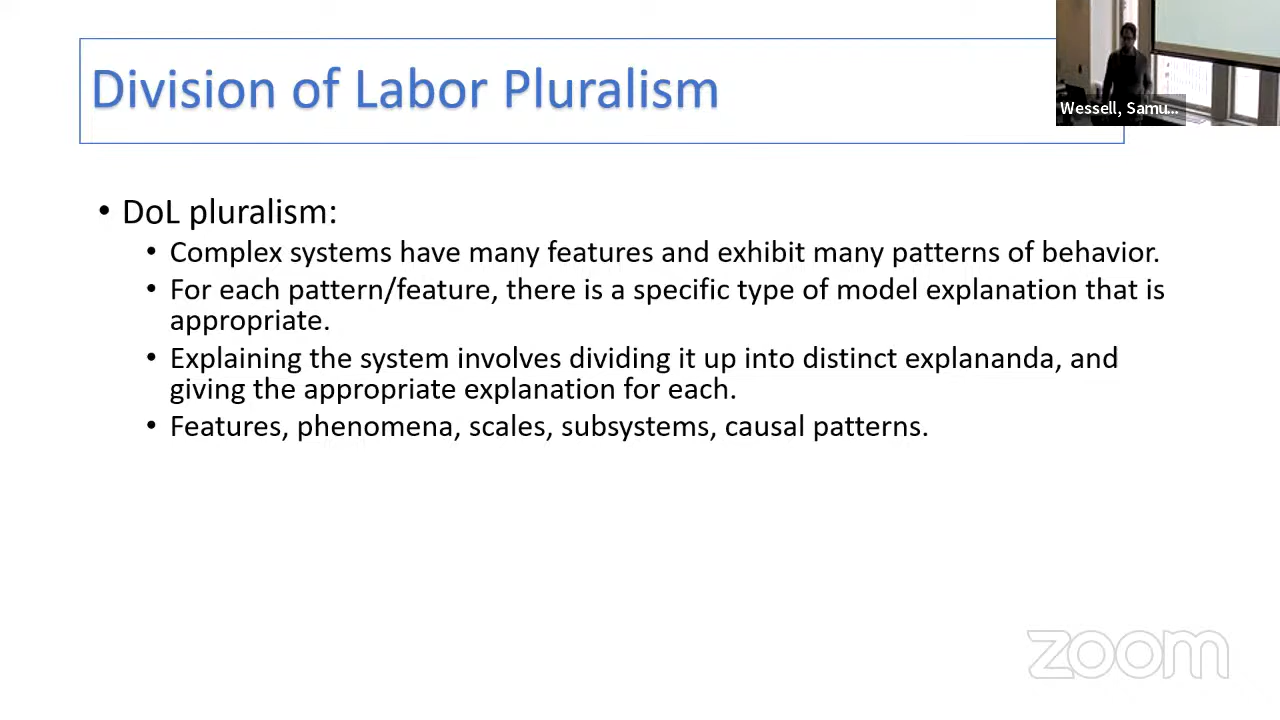 Division of Labor Pluralism
Wessell, Samu...
• DoL pluralism:
• Complex systems have many features and exhibit many patterns of behavior.
• For each pattern/feature, there is a specific type of model explanation that is
appropriate.
• Explaining the system involves dividing it up into distinct explananda, and
giving the appropriate explanation for each.
• Features, phenomena, scales, subsystems, causal patterns.
zoom